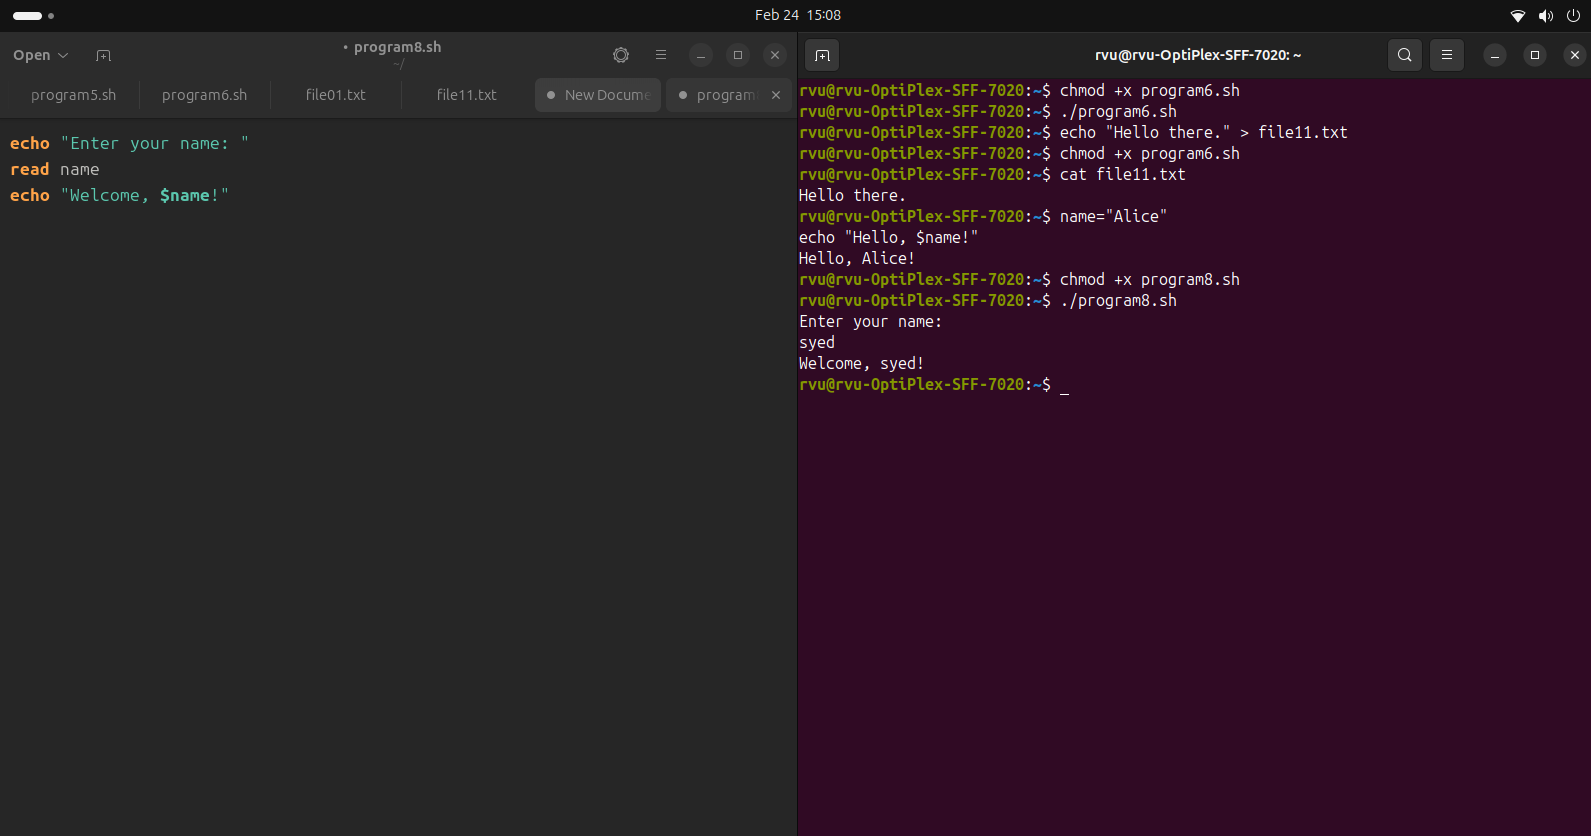 Feb 24 15:08
Open
• program8.sh
~/
program5.sh
program6.sh
file01.txt
file11.txt
New Docume
program
echo "Enter your name: "
read name
echo "Welcome, $name!"
rvu@rvu-OptiPlex-SFF-7020: ~
rvu@rvu-OptiPlex-SFF-7020:~$ chmod +x program6.sh
rvu@rvu-OptiPlex-SFF-7020:~$ ./program6.sh
rvu@rvu-OptiPlex-SFF-7020:~$ echo "Hello there." > file11.txt
rvu@rvu-OptiPlex-SFF-7020:~$ chmod +x program6.sh
rvu@rvu-OptiPlex-SFF-7020:~$ cat file11.txt
Hello there.
rvu@rvu-OptiPlex-SFF-7020:~$ name="Alice"
echo "Hello, $name!"
Hello, Alice!
rvu@rvu-OptiPlex-SFF-7020:~$ chmod +x program8.sh
rvu@rvu-OptiPlex-SFF-7020:~$ ./program8.sh
Enter your name:
syed
Welcome, syed!
rvu@rvu-OptiPlex-SFF-7020:~$ _